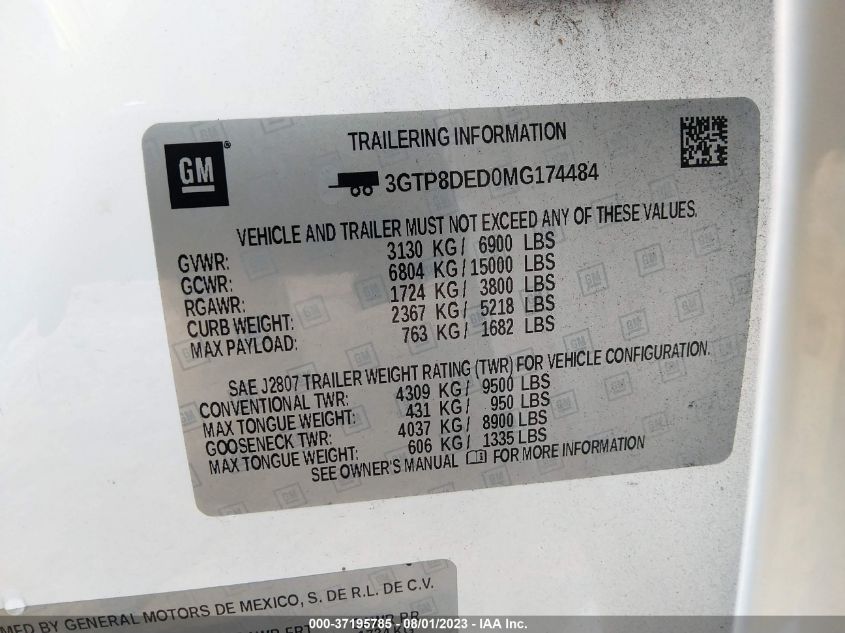 GM
TRAILERING INFORMATION
3GTP8DED0MG174484
VEHICLE AND TRAILER MUST NOT EXCEED ANY OF THESE VALUES.
GVWR: 3130 KG / 6900 LBS
GCWR: 6804 KG / 15000 LBS
RGAWR: 1724 KG / 3800 LBS
CURB WEIGHT: 2367 KG / 5218 LBS
MAX PAYLOAD: 763 KG / 1682 LBS
SAE J2807 TRAILER WEIGHT RATING (TWR) FOR VEHICLE CONFIGURATION.
CONVENTIONAL TWR: 4309 KG / 9500 LBS
MAX TONGUE WEIGHT: 431 KG / 950 LBS
GOOSENECK TWR: 4037 KG / 8900 LBS
MAX TONGUE WEIGHT: 606 KG / 1335 LBS
SEE OWNER'S MANUAL FOR MORE INFORMATION
BY GENERAL MOTORS DE MEXICO, S. DE R.L. DE C.V.
000-37195785 - 08/01/2023 - IAA Inc.